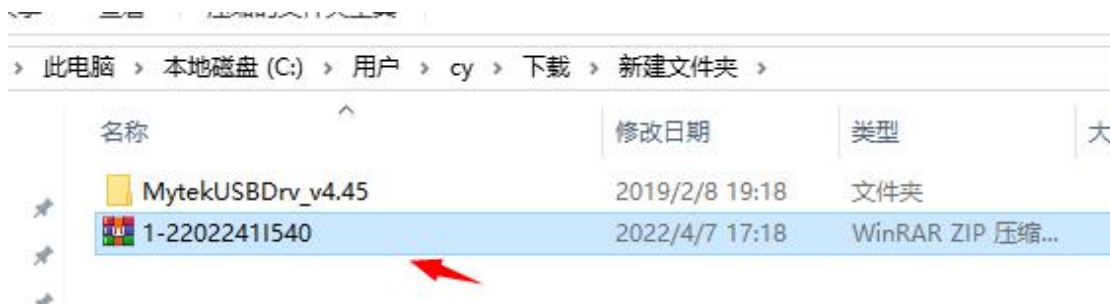 此电脑 › 本地磁盘 (C:) › 用户 › cy › 下载 › 新建文件夹 ›
名称 修改日期 类型 大
MytekUSBDrv_v4.45 2019/2/8 19:18 文件夹
1-2202241I540 2022/4/7 17:18 WinRAR ZIP 压缩...